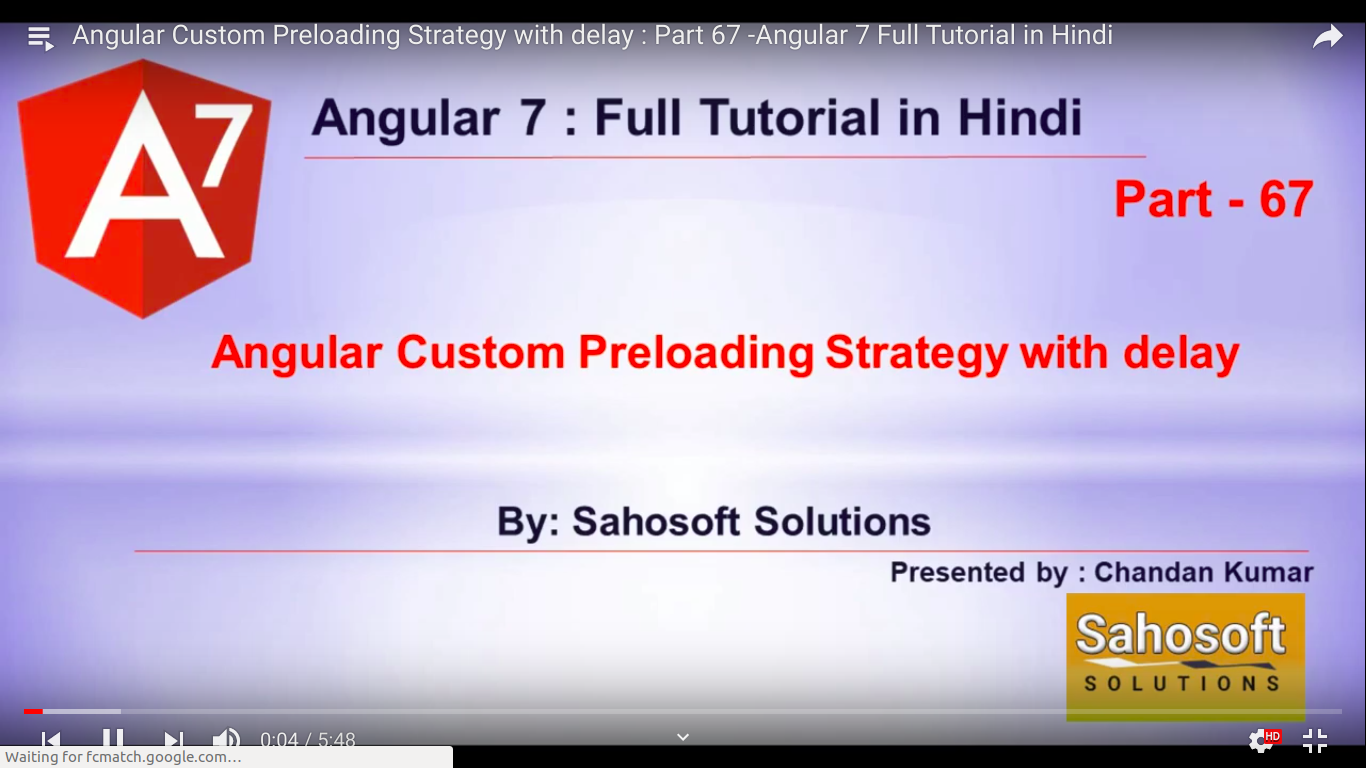 Angular Custom Preloading Strategy with delay : Part 67 -Angular 7 Full Tutorial in Hindi
A7
Angular 7 : Full Tutorial in Hindi
Part - 67
Angular Custom Preloading Strategy with delay
By: Sahosoft Solutions
Presented by : Chandan Kumar
Sahosoft
SOLUTIONS
0:04 / 5:48
HD
Waiting for fcmatch.google.com…